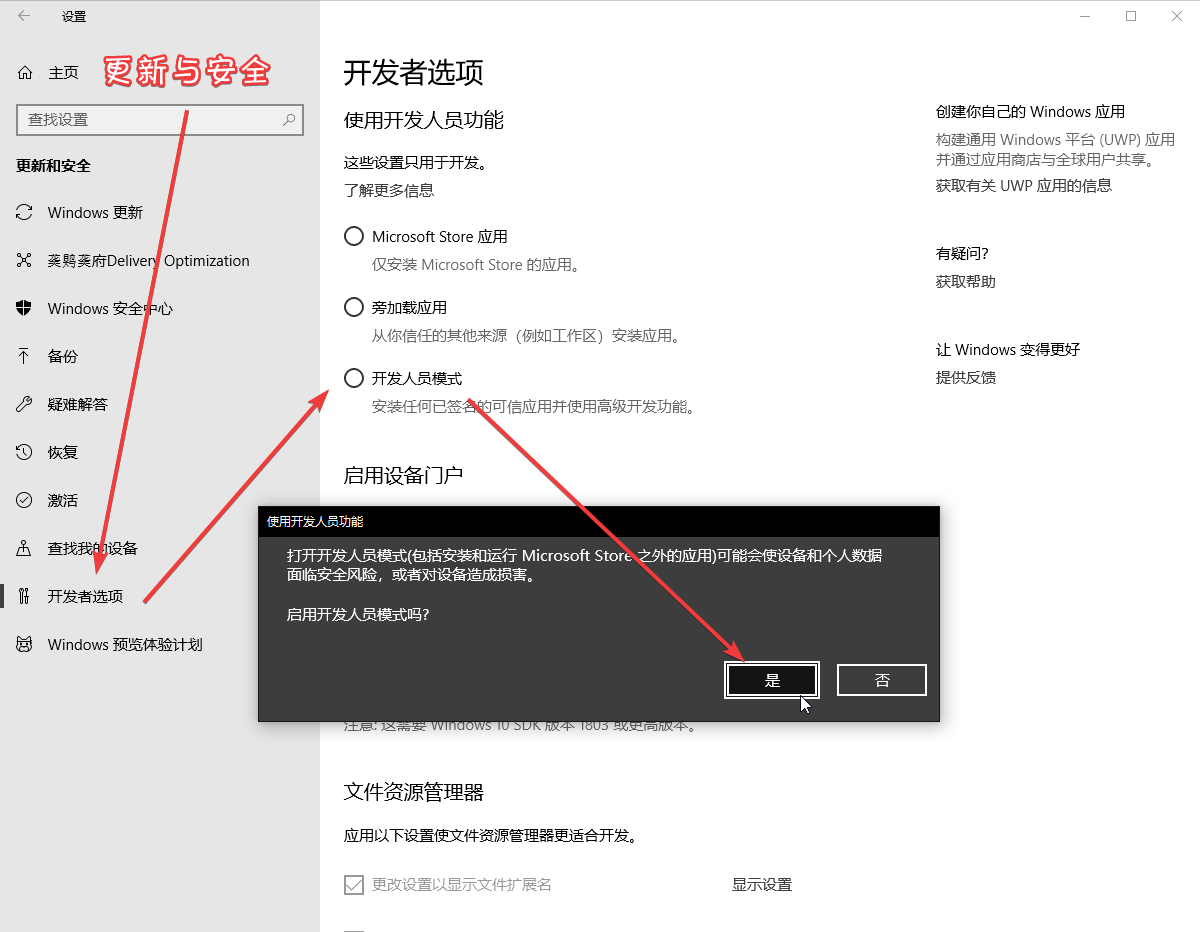 设置
主页
更新与安全
查找设置
更新和安全
Windows 更新
Delivery Optimization
Windows 安全中心
备份
疑难解答
恢复
激活
查找我的设备
开发者选项
Windows 预览体验计划
开发者选项
使用开发人员功能
这些设置只用于开发。
了解更多信息
Microsoft Store 应用
仅安装 Microsoft Store 的应用。
旁加载应用
从你信任的其他来源（例如工作区）安装应用。
开发人员模式
安装任何已签名的可信应用并使用高级开发功能。
启用设备门户
使用开发人员功能
打开开发人员模式(包括安装和运行 Microsoft Store 之外的应用)可能会使设备和个人数据
面临安全风险，或者对设备造成损害。
启用开发人员模式吗?
是
否
注意: 这需要 Windows 10 SDK 版本 1803 或更高版本。
文件资源管理器
应用以下设置使文件资源管理器更适合开发。
更改设置以显示文件扩展名
显示设置
创建你自己的 Windows 应用
构建通用 Windows 平台 (UWP) 应用
并通过应用商店与全球用户共享。
获取有关 UWP 应用的信息
有疑问?
获取帮助
让 Windows 变得更好
提供反馈